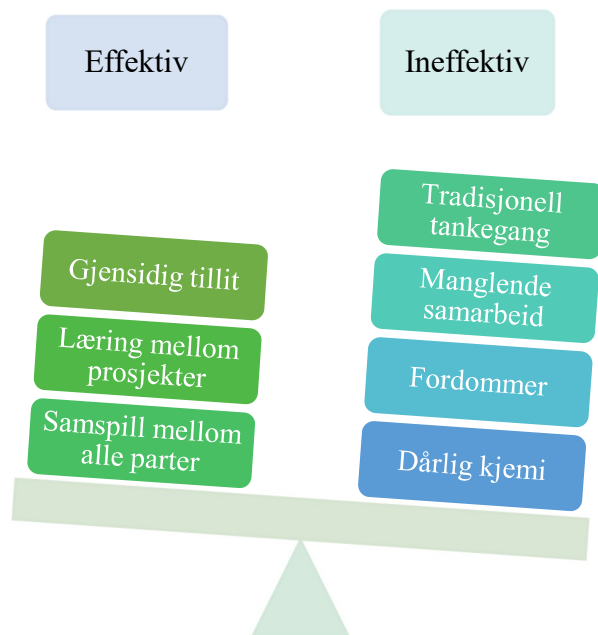 Effektiv
Ineffektiv
Gjensidig tillit
Læring mellom
prosjekter
Samspill mellom
alle parter
Tradisjonell
tankegang
Manglende
samarbeid
Fordommer
Dårlig kjemi